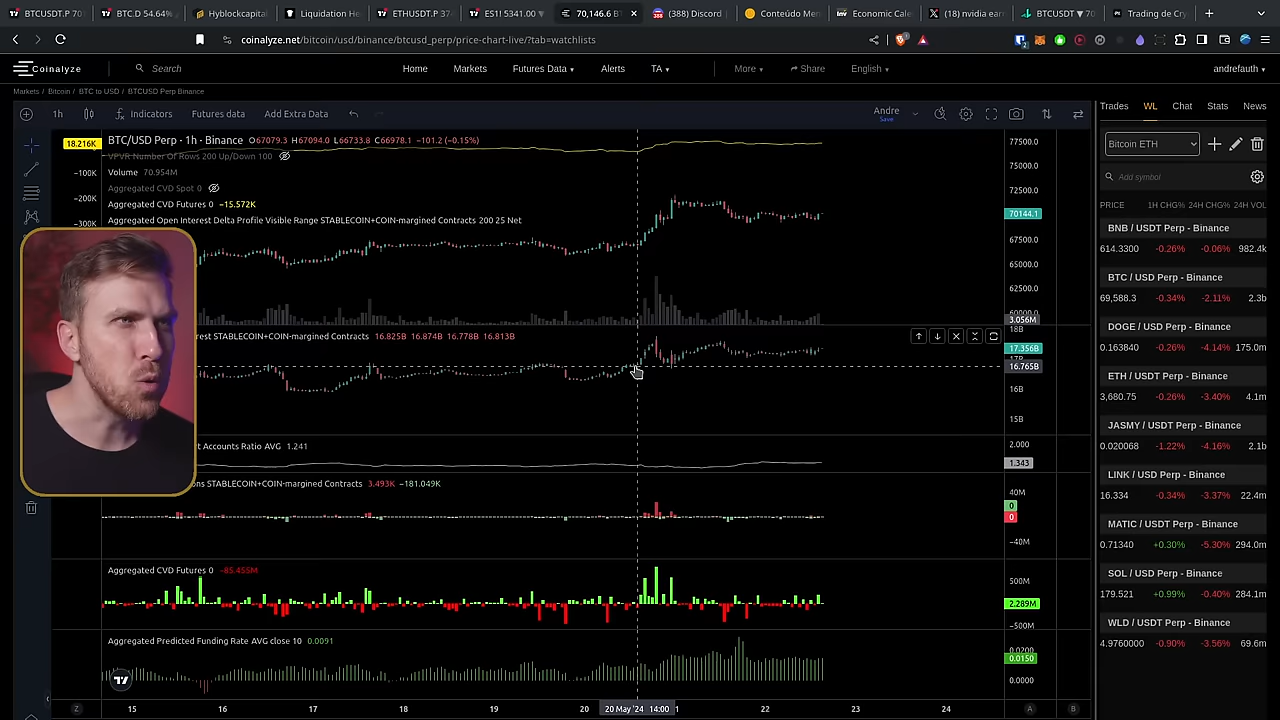 BTCUSDT.P 70
BTC.D 54.64%
Hyblockcapital
Liquidation He
ETHUSDT.P 37
ES1! 5341.00
70,146.6 B
(388) Discord
Conteúdo Me
Economic Cale
(18) nvidia earn
BTCUSDT ▼ 70
Trading de Cry
coinalyze.net/bitcoin/usd/binance/btcusd_perp/price-chart-live/?tab=watchlists
Coinalyze
Search
Home
Markets
Futures Data
Alerts
TA
More
Share
English
andrefauth
Markets / Bitcoin / BTC to USD / BTCUSD Perp Binance
1h
Indicators
Futures data
Add Extra Data
Andre
Save
Trades WL Chat Stats News
BTC/USD Perp · 1h · Binance O67079.3 H67094.0 L66733.8 C66978.1 −101.2 (−0.15%)
VPVR Number Of Rows 200 Up/Down 100
Volume 70.954M
Aggregated CVD Spot 0
Aggregated CVD Futures 0 −15.572K
Aggregated Open Interest Delta Profile Visible Range STABLECOIN+COIN-margined Contracts 200 25 Net
18.216K
−100K
−200K
−300K
77500.0
75000.0
72500.0
70144.1
67500.0
65000.0
62500.0
60000.0
3.056M
rest STABLECOIN+COIN-margined Contracts 16.825B 16.874B 16.778B 16.813B
18B
17.356B
17B
16.765B
16B
15B
t Accounts Ratio AVG 1.241
2.000
1.343
ons STABLECOIN+COIN-margined Contracts 3.493K −181.049K
40M
0
0
−40M
Aggregated CVD Futures 0 −85.455M
500M
2.289M
−500M
Aggregated Predicted Funding Rate AVG close 10 0.0091
0.0200
0.0150
0.0000
Z 15 16 17 18 19 20 20 May '24 14:00 1 22 23 24 A B
Bitcoin ETH
Add symbol
PRICE 1H CHG% 24H CHG% 24H VOL
BNB / USDT Perp - Binance
614.3300 -0.26% -0.06% 982.4k
BTC / USDT Perp - Binance
69,588.3 -0.34% -2.11% 2.3b
DOGE / USDT Perp - Binance
0.163840 -0.26% -4.14% 175.0m
ETH / USDT Perp - Binance
3,680.75 -0.26% -3.40% 4.1m
JASMY / USDT Perp - Binance
0.020068 -1.22% -4.16% 2.1b
LINK / USDT Perp - Binance
16.334 -0.34% -3.37% 22.4m
MATIC / USDT Perp - Binance
0.71340 +0.30% -5.30% 294.0m
SOL / USD Perp - Binance
179.521 +0.99% -0.40% 284.1m
WLD / USDT Perp - Binance
4.9760000 -0.90% -3.56% 69.6m